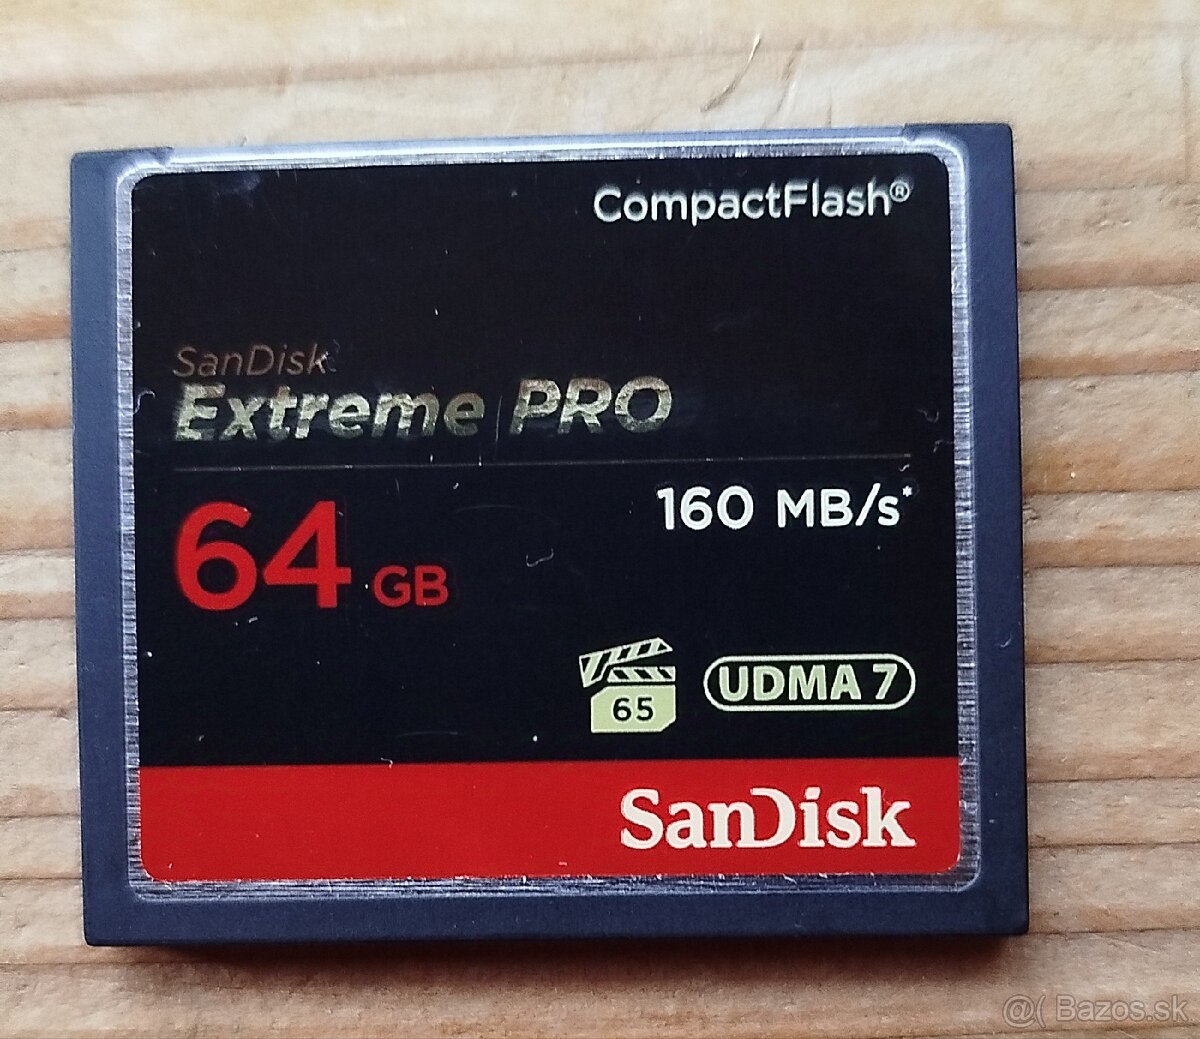 CompactFlash®
SanDisk
Extreme PRO
64 GB
160 MB/s*
65
UDMA 7
SanDisk
@( Bazos.sk